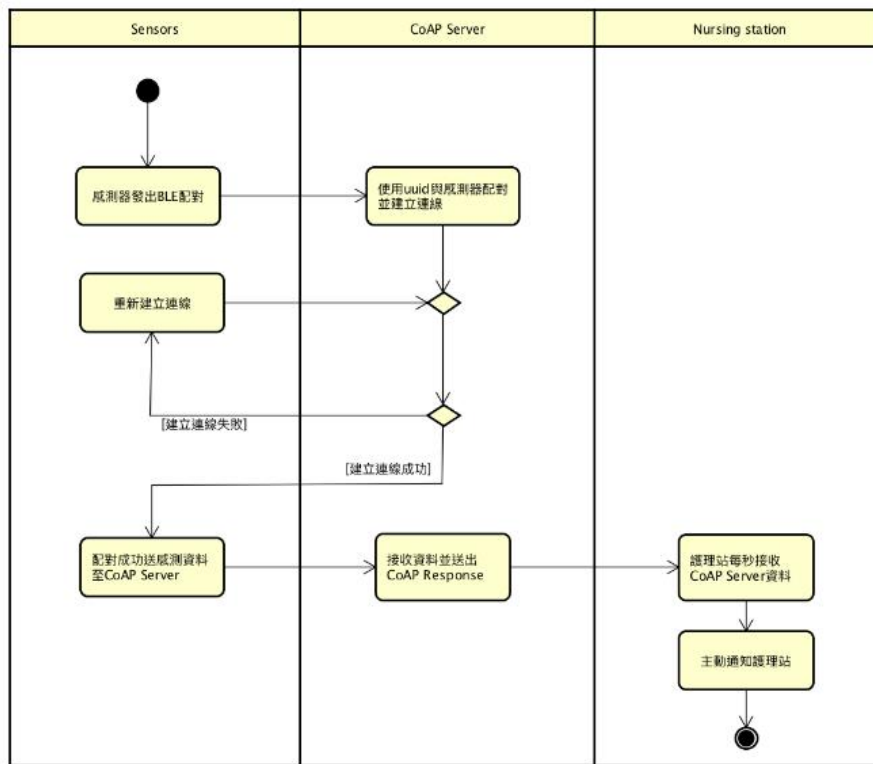 Sensors
CoAP Server
Nursing station
感測器發出BLE配對
使用uuid與感測器配對
並建立連線
重新建立連線
[建立連線失敗]
[建立連線成功]
配對成功送感測資料
至CoAP Server
接收資料並送出
CoAP Response
護理站每秒接收
CoAP Server資料
主動通知護理站